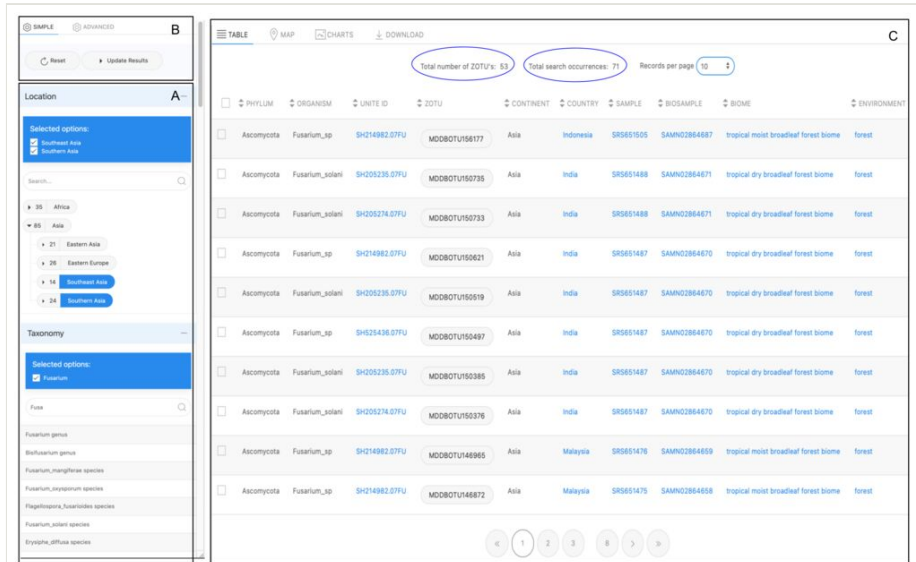 SIMPLE ADVANCED B
Reset Update Results
Location A
Selected options:
Southeast Asia
Southern Asia
Search...
35 Africa
85 Asia
21 Eastern Asia
26 Eastern Europe
14 Southeast Asia
24 Southern Asia
Taxonomy
Selected options:
Fusarium
Fusa
Fusarium genus
Bisifusarium genus
Fusarium_mangiferae species
Fusarium_oxysporum species
Flagellospora_fusarioides species
Fusarium_solani species
Erysiphe_diffusa species
TABLE MAP CHARTS DOWNLOAD C
Total number of ZOTU's: 53 Total search occurrences: 71 Records per page 10
PHYLUM ORGANISM UNITE ID ZOTU CONTINENT COUNTRY SAMPLE BIOSAMPLE BIOME ENVIRONMENT
Ascomycota Fusarium_sp SH214982.07FU MDDBOTU156177 Asia Indonesia SRS651505 SAMN02864687 tropical moist broadleaf forest biome forest
Ascomycota Fusarium_solani SH205235.07FU MDDBOTU150735 Asia India SRS651488 SAMN02864671 tropical dry broadleaf forest biome forest
Ascomycota Fusarium_solani SH205274.07FU MDDBOTU150733 Asia India SRS651488 SAMN02864671 tropical dry broadleaf forest biome forest
Ascomycota Fusarium_sp SH214982.07FU MDDBOTU150621 Asia India SRS651487 SAMN02864670 tropical dry broadleaf forest biome forest
Ascomycota Fusarium_solani SH205235.07FU MDDBOTU150519 Asia India SRS651487 SAMN02864670 tropical dry broadleaf forest biome forest
Ascomycota Fusarium_sp SH525436.07FU MDDBOTU150497 Asia India SRS651487 SAMN02864670 tropical dry broadleaf forest biome forest
Ascomycota Fusarium_solani SH205235.07FU MDDBOTU150385 Asia India SRS651487 SAMN02864670 tropical dry broadleaf forest biome forest
Ascomycota Fusarium_solani SH205274.07FU MDDBOTU150376 Asia India SRS651487 SAMN02864670 tropical dry broadleaf forest biome forest
Ascomycota Fusarium_sp SH214982.07FU MDDBOTU146965 Asia Malaysia SRS651476 SAMN02864659 tropical moist broadleaf forest biome forest
Ascomycota Fusarium_sp SH214982.07FU MDDBOTU146872 Asia Malaysia SRS651475 SAMN02864658 tropical moist broadleaf forest biome forest
« 1 2 3 8 > »